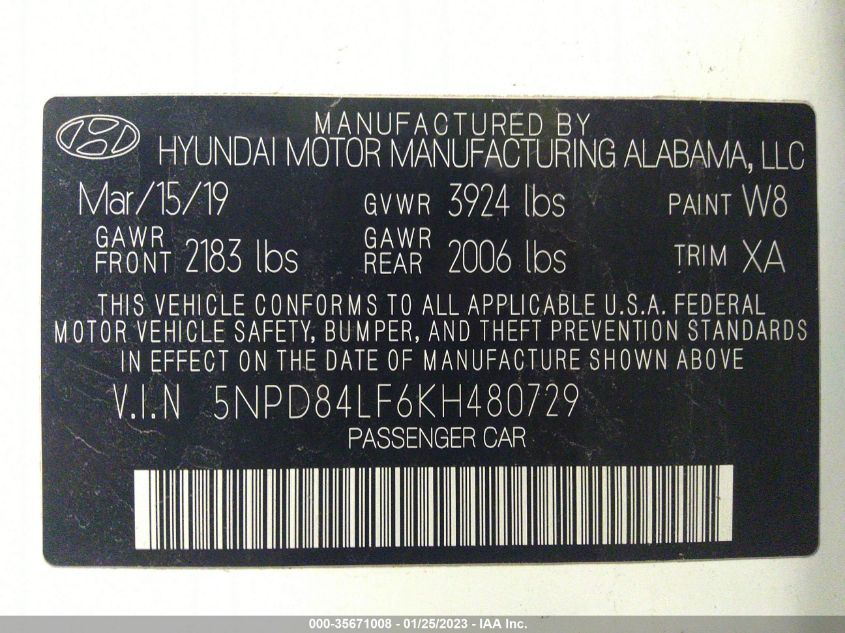 MANUFACTURED BY
HYUNDAI MOTOR MANUFACTURING ALABAMA, LLC
Mar/15/19 GVWR 3924 lbs PAINT W8
GAWR FRONT 2183 lbs GAWR REAR 2006 lbs TRIM XA
THIS VEHICLE CONFORMS TO ALL APPLICABLE U.S.A. FEDERAL
MOTOR VEHICLE SAFETY, BUMPER, AND THEFT PREVENTION STANDARDS
IN EFFECT ON THE DATE OF MANUFACTURE SHOWN ABOVE
V.I.N 5NPD84LF6KH480729
PASSENGER CAR
000-35671008 - 01/25/2023 - IAA Inc.